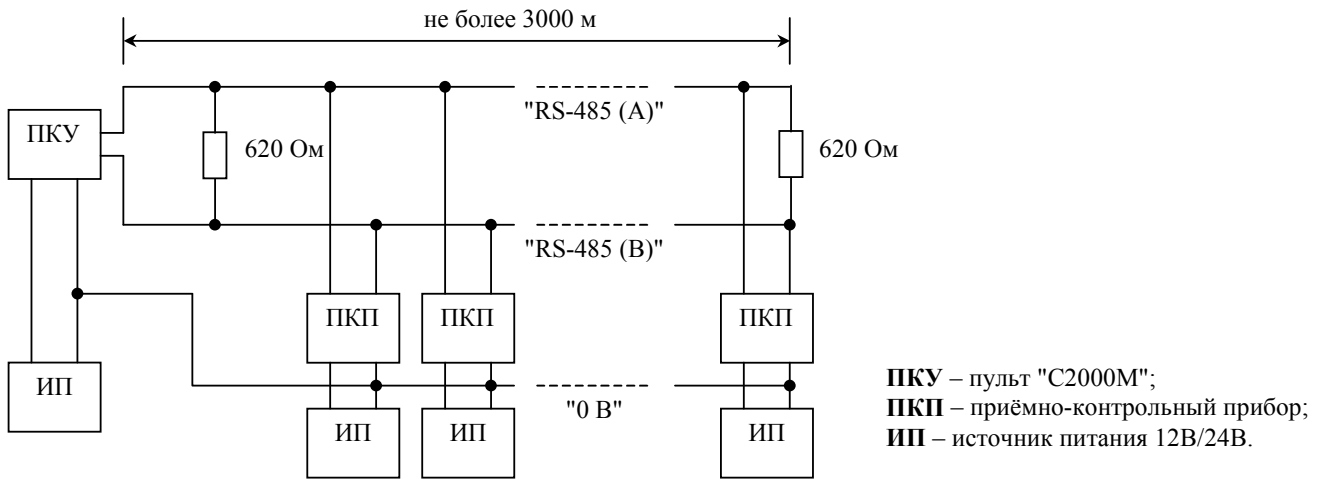 не более 3000 м
"RS-485 (A)"
ПКУ
620 Ом
620 Ом
"RS-485 (B)"
ПКП
ПКП
ПКП
ИП
"0 В"
ИП
ИП
ИП
ПКУ – пульт "С2000М";
ПКП – приёмно-контрольный прибор;
ИП – источник питания 12В/24В.